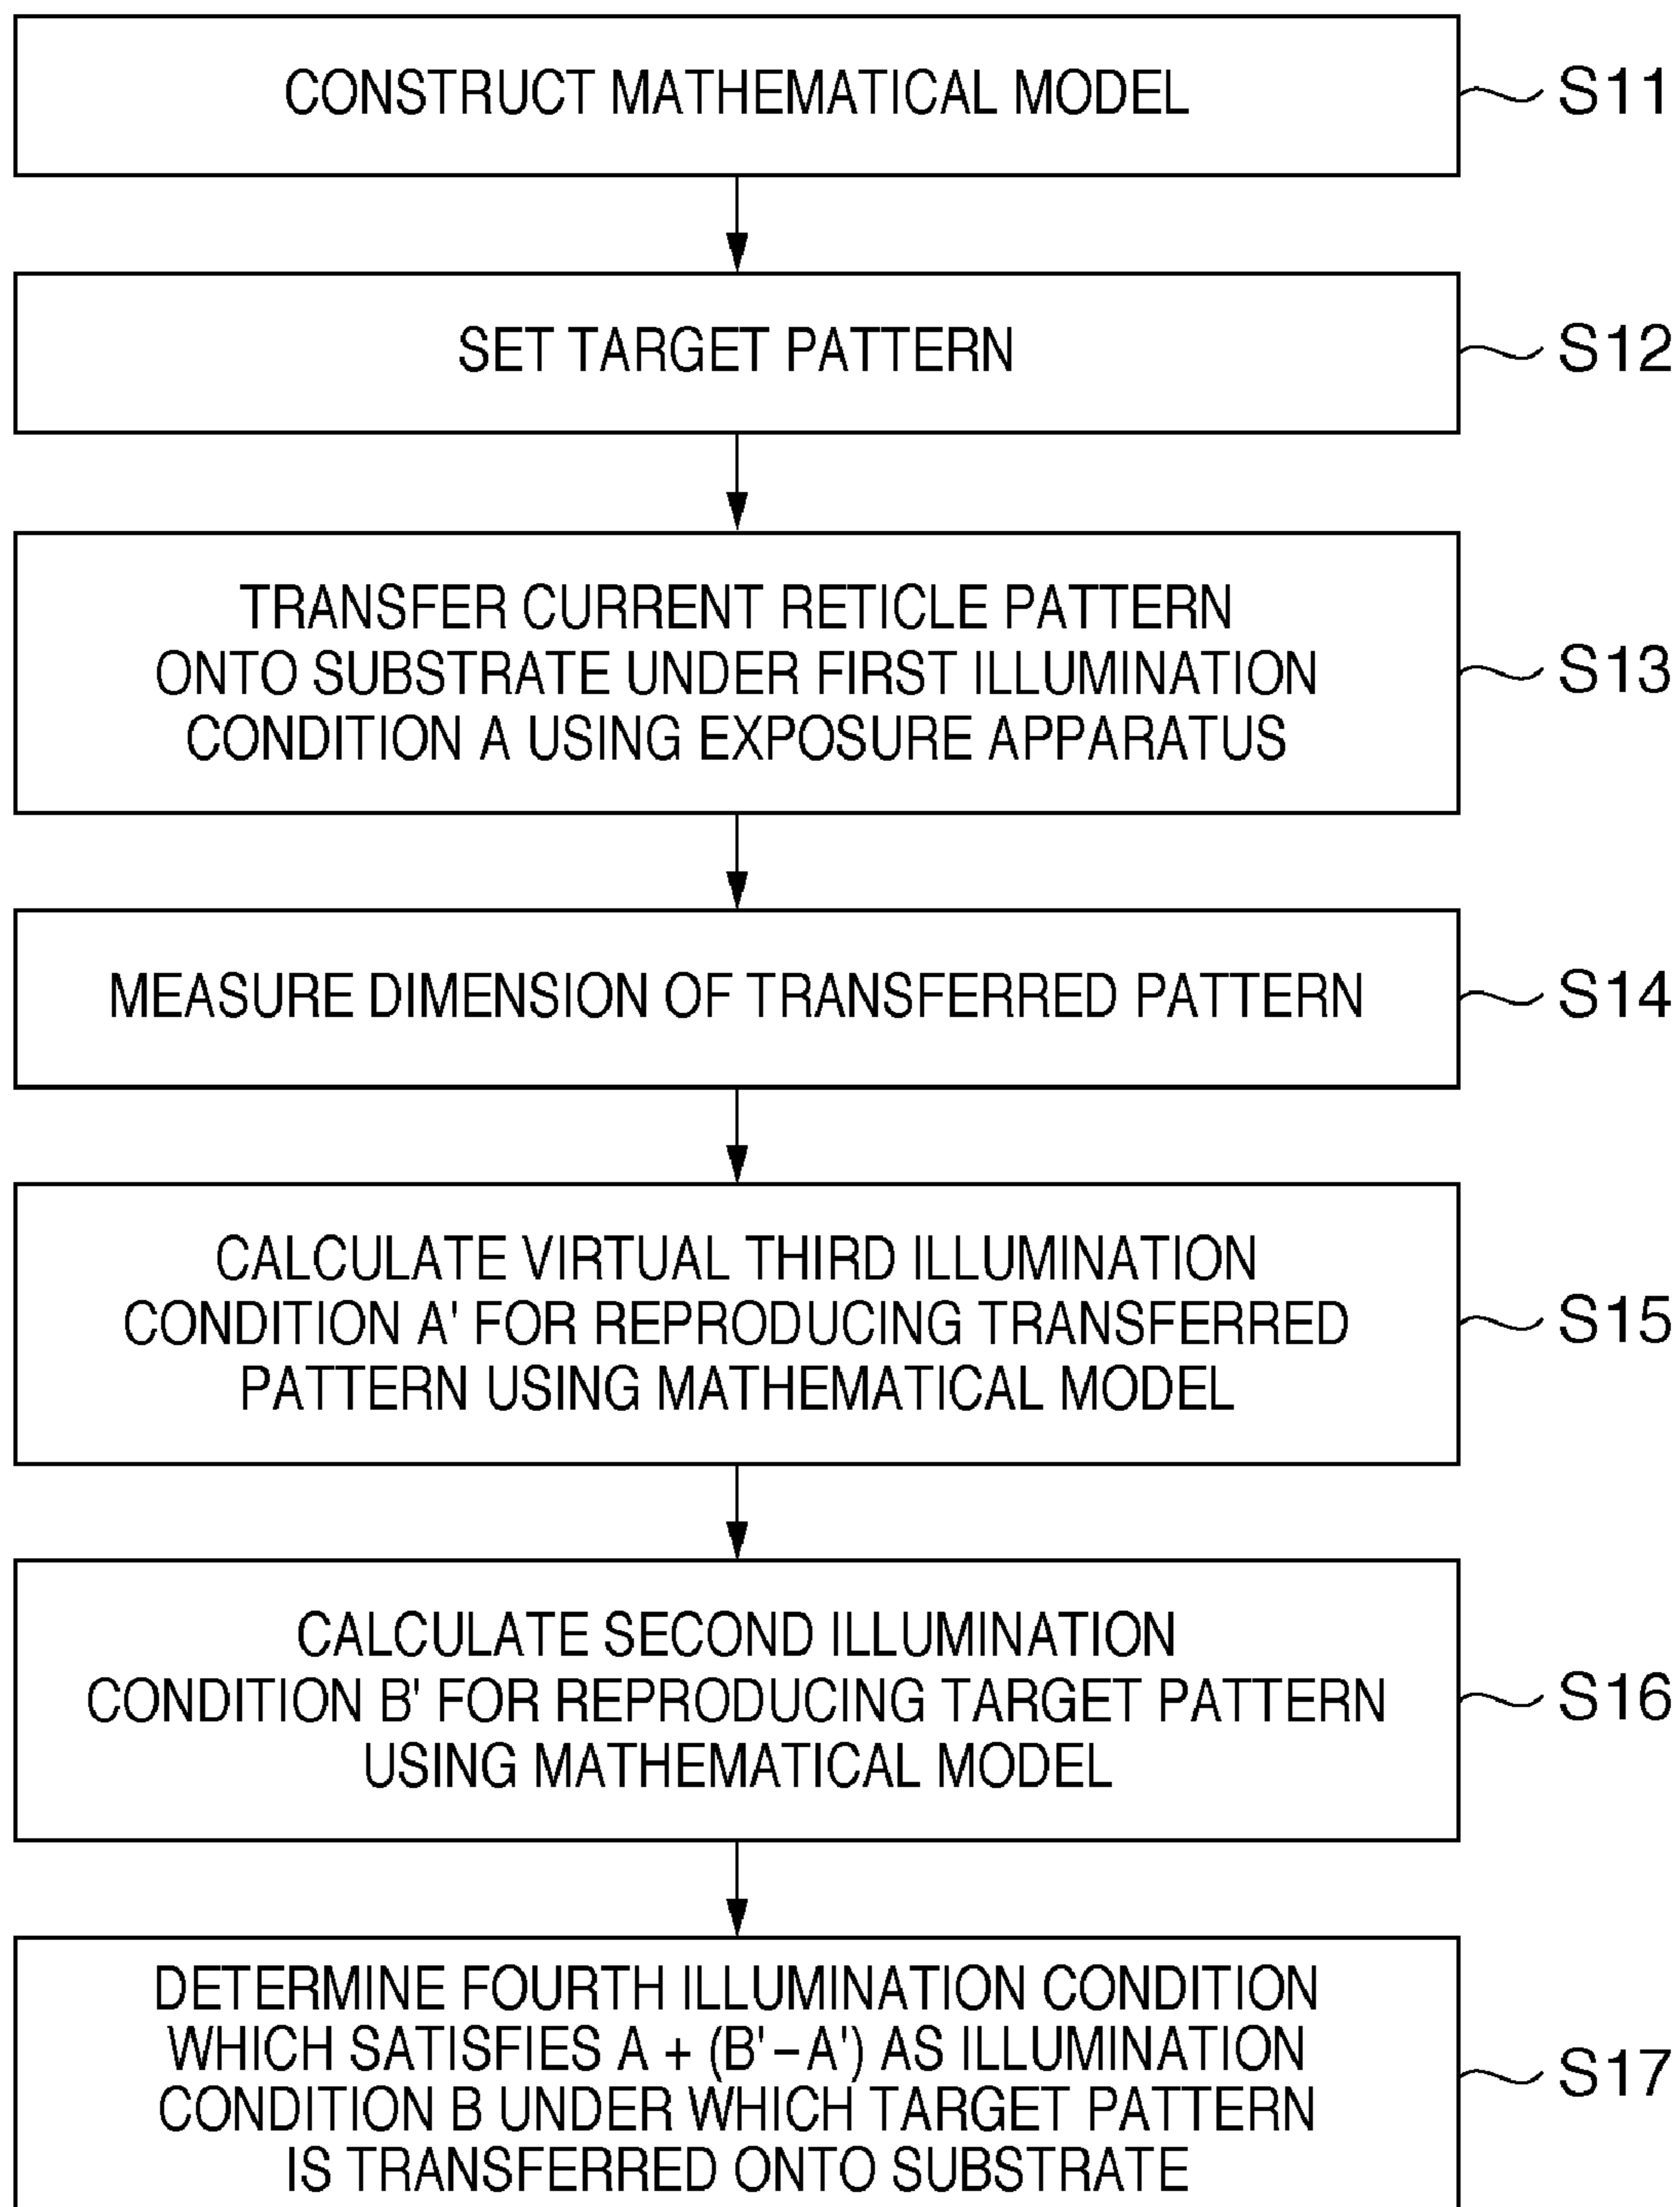 CONSTRUCT MATHEMATICAL MODEL
S11
SET TARGET PATTERN
S12
TRANSFER CURRENT RETICLE PATTERN
ONTO SUBSTRATE UNDER FIRST ILLUMINATION
CONDITION A USING EXPOSURE APPARATUS
S13
MEASURE DIMENSION OF TRANSFERRED PATTERN
S14
CALCULATE VIRTUAL THIRD ILLUMINATION
CONDITION A' FOR REPRODUCING TRANSFERRED
PATTERN USING MATHEMATICAL MODEL
S15
CALCULATE SECOND ILLUMINATION
CONDITION B' FOR REPRODUCING TARGET PATTERN
USING MATHEMATICAL MODEL
S16
DETERMINE FOURTH ILLUMINATION CONDITION
WHICH SATISFIES A + (B'−A') AS ILLUMINATION
CONDITION B UNDER WHICH TARGET PATTERN
IS TRANSFERRED ONTO SUBSTRATE
S17